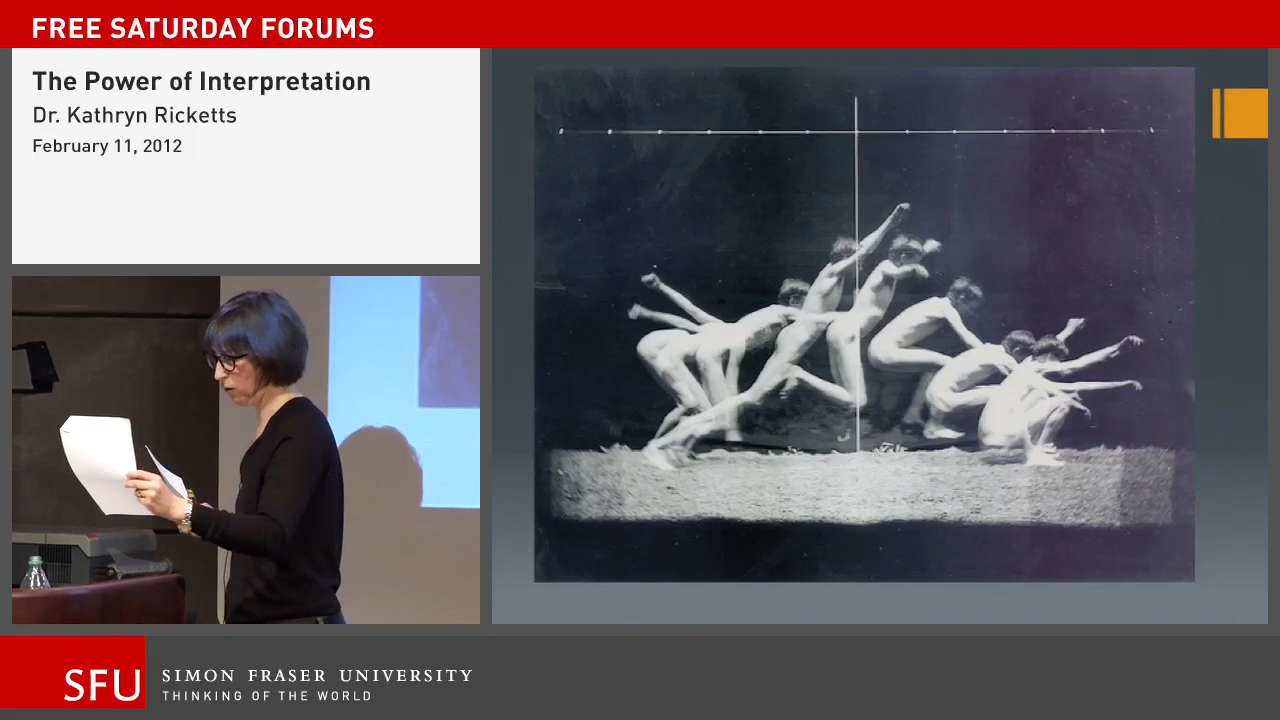 FREE SATURDAY FORUMS
The Power of Interpretation
Dr. Kathryn Ricketts
February 11, 2012
SFU
SIMON FRASER UNIVERSITY
THINKING OF THE WORLD